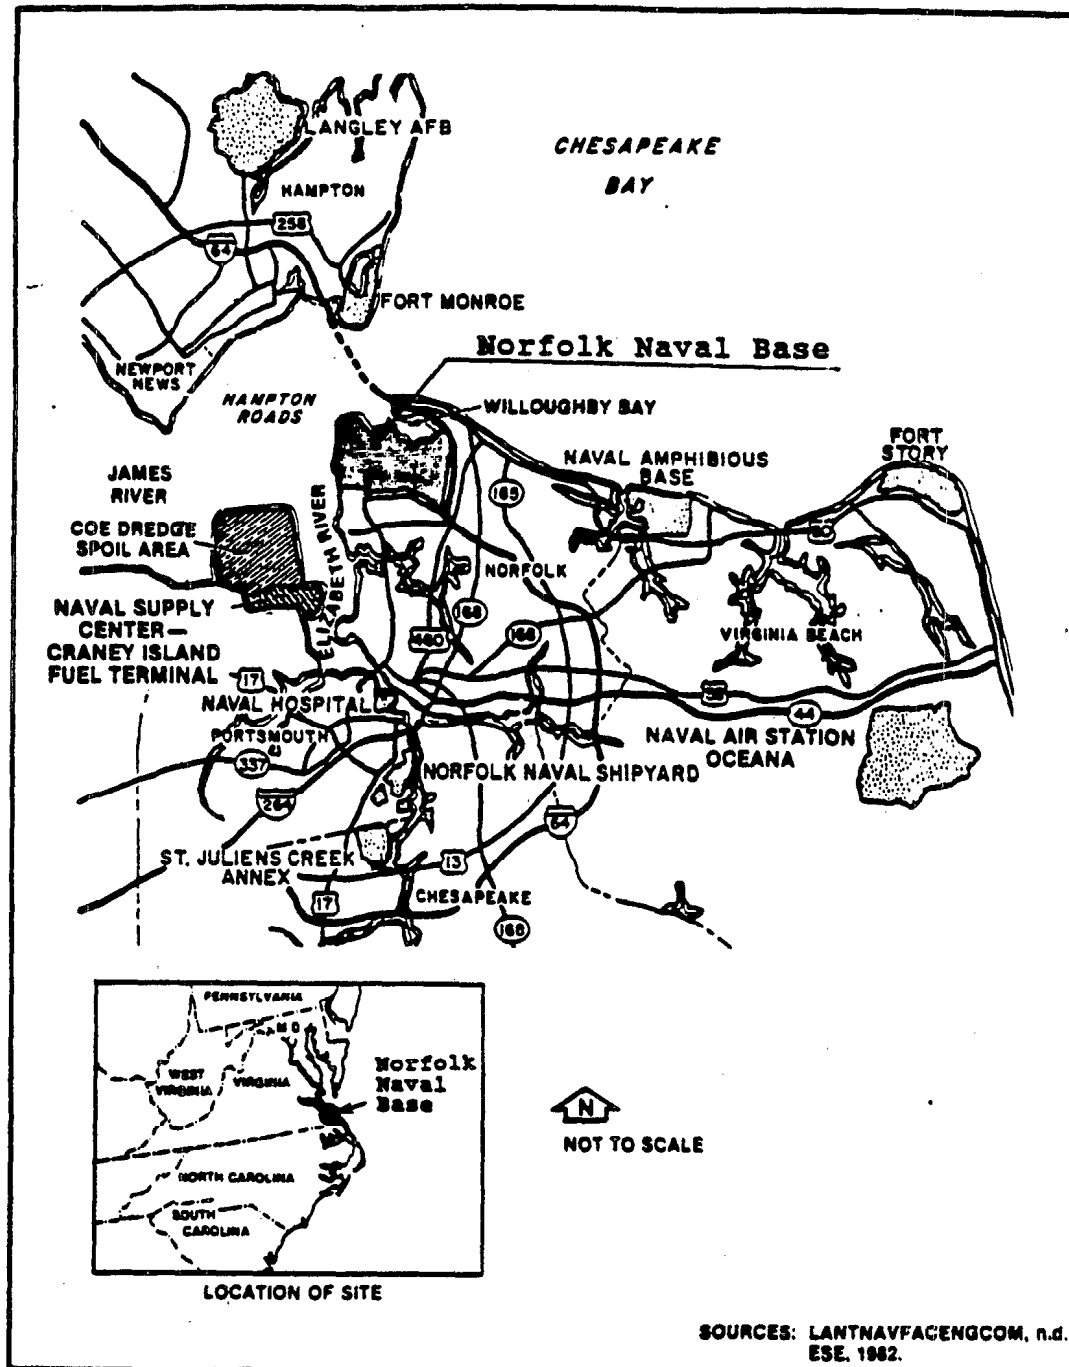 LANGLEY AFB
CHESAPEAKE
BAY
HAMPTON
258
64
FORT MONROE
Norfolk Naval Base
NEWPORT
NEWS
HAMPTON
ROADS
WILLOUGHBY BAY
FORT
STORY
NAVAL AMPHIBIOUS
BASE
JAMES
RIVER
165
COE DREDGE
SPOIL AREA
60
ELIZABETH RIVER
NORFOLK
NAVAL SUPPLY
CENTER—
CRANEY ISLAND
FUEL TERMINAL
168
460
166
VIRGINIA BEACH
17
58
NAVAL HOSPITAL
44
PORTSMOUTH
NAVAL AIR STATION
OCEANA
337
NORFOLK NAVAL SHIPYARD
264
64
ST. JULIENS CREEK
ANNEX
13
CHESAPEAKE
17
168
PENNSYLVANIA
MD
WEST
VIRGINIA
VIRGINIA
Norfolk
Naval
Base
NORTH CAROLINA
SOUTH
CAROLINA
N
NOT TO SCALE
LOCATION OF SITE
SOURCES: LANTNAVFACENGCOM, n.d.
ESE, 1982.